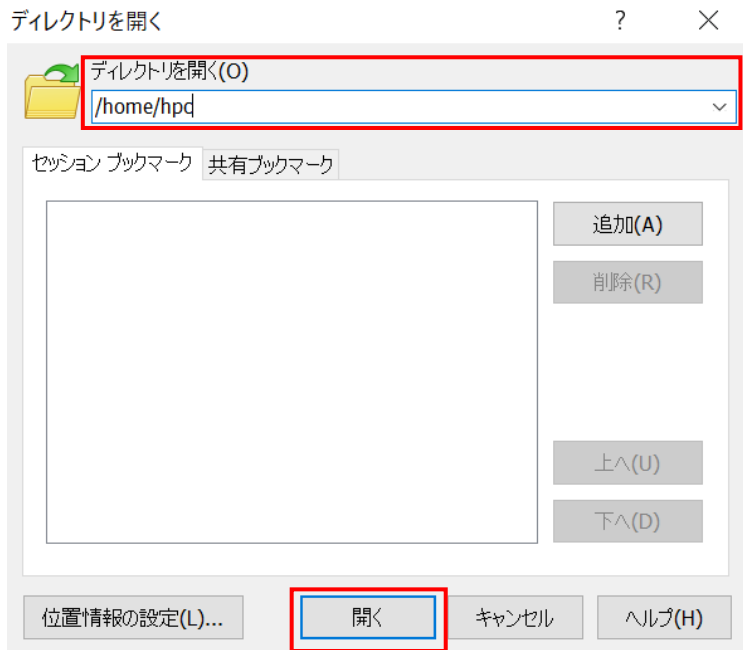 ディレクトリを開く ?
ディレクトリを開く(O)
/home/hpc
セッション ブックマーク 共有ブックマーク
追加(A)
削除(R)
上へ(U)
下へ(D)
位置情報の設定(L)... 開く キャンセル ヘルプ(H)